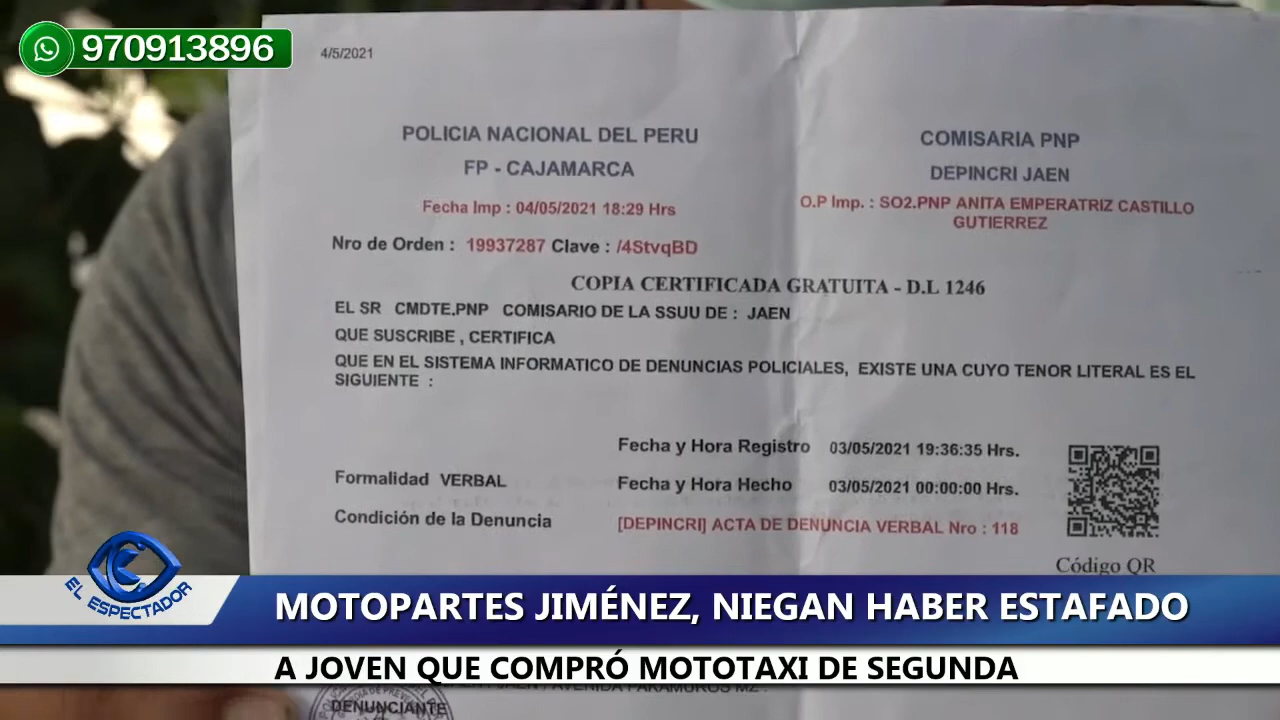 970913896
4/5/2021
POLICIA NACIONAL DEL PERU
FP - CAJAMARCA
Fecha Imp : 04/05/2021 18:29 Hrs
COMISARIA PNP
DEPINCRI JAEN
O.P Imp. : SO2.PNP ANITA EMPERATRIZ CASTILLO
GUTIERREZ
Nro de Orden : 19937287 Clave : /4StvqBD
COPIA CERTIFICADA GRATUITA - D.L 1246
EL SR CMDTE.PNP COMISARIO DE LA SSUU DE : JAEN
QUE SUSCRIBE , CERTIFICA
QUE EN EL SISTEMA INFORMATICO DE DENUNCIAS POLICIALES, EXISTE UNA CUYO TENOR LITERAL ES EL
SIGUIENTE :
Fecha y Hora Registro 03/05/2021 19:36:35 Hrs.
Formalidad VERBAL
Fecha y Hora Hecho 03/05/2021 00:00:00 Hrs.
Condición de la Denuncia [DEPINCRI] ACTA DE DENUNCIA VERBAL Nro : 118
Código QR
EL ESPECTADOR
MOTOPARTES JIMÉNEZ, NIEGAN HABER ESTAFADO
A JOVEN QUE COMPRÓ MOTOTAXI DE SEGUNDA
DENUNCIANTE